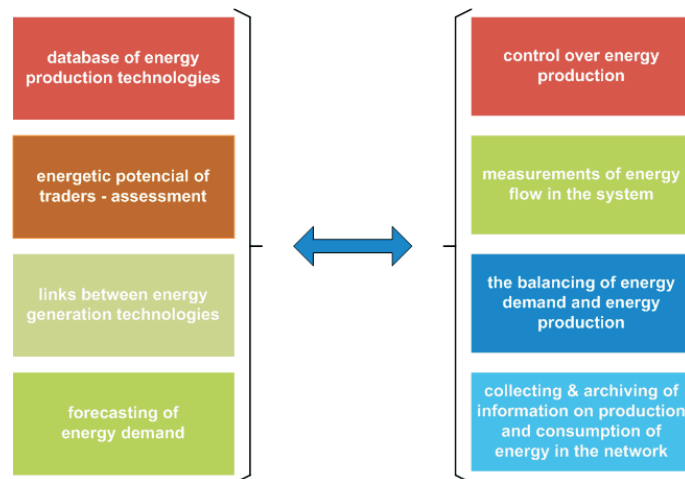 database of energy
production technologies
energetic potencial of
traders - assessment
links between energy
generation technologies
forecasting of
energy demand
control over energy
production
measurements of energy
flow in the system
the balancing of energy
demand and energy
production
collecting & archiving of
information on production
and consumption of
energy in the network